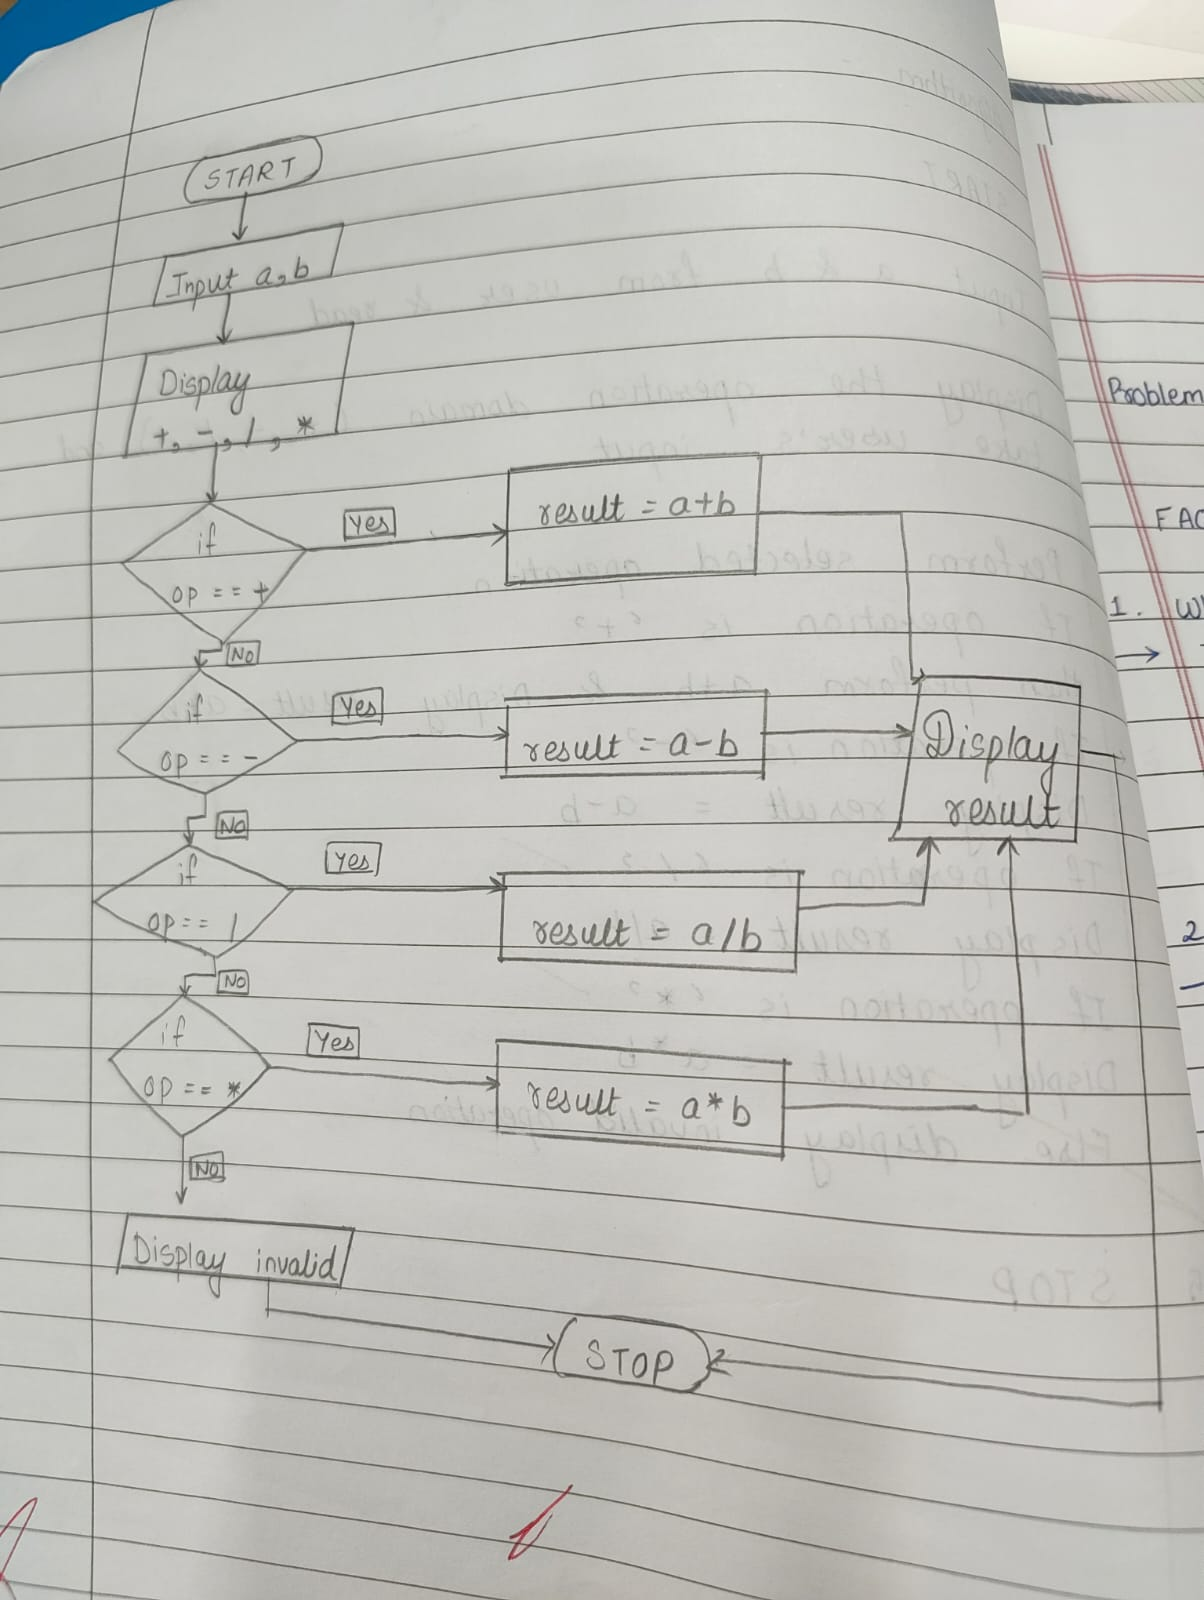 START
Input a,b
Display
+, -, /, *
if
op == +
Yes
result = a+b
NO
if
op == -
Yes
result = a-b
Display
result
NO
if
op == /
Yes
result = a/b
NO
if
op == *
Yes
result = a*b
NO
Display invalid
STOP
Problem
FAC
1. W
2